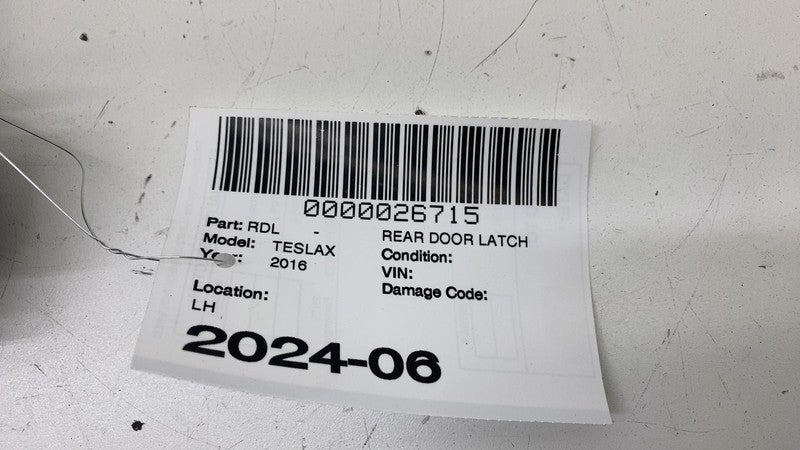 0000026715
Part: RDL - REAR DOOR LATCH
Model: TESLAX Condition:
2016 VIN:
Damage Code:
Location:
LH
2024-06